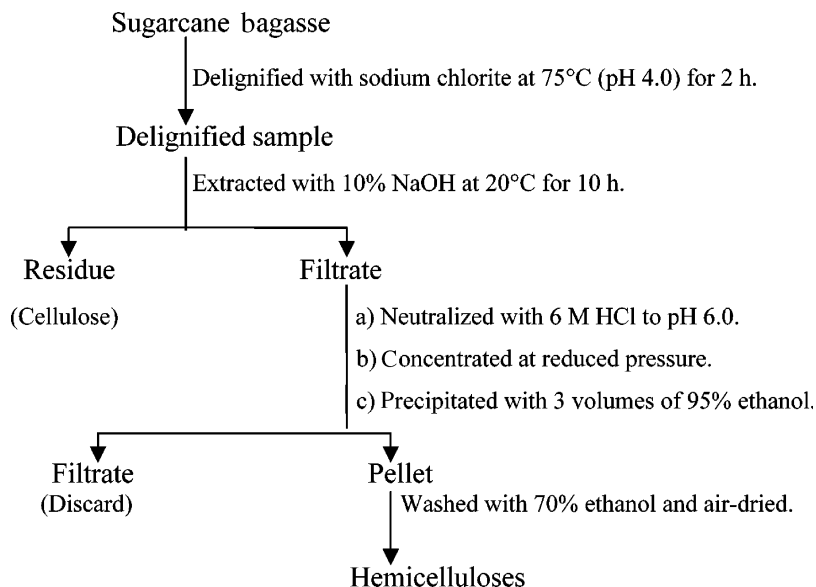 Sugarcane bagasse
Delignified with sodium chlorite at 75°C (pH 4.0) for 2 h.
Delignified sample
Extracted with 10% NaOH at 20°C for 10 h.
Residue
Filtrate
(Cellulose)
a) Neutralized with 6 M HCl to pH 6.0.
b) Concentrated at reduced pressure.
c) Precipitated with 3 volumes of 95% ethanol.
Filtrate
Pellet
(Discard)
Washed with 70% ethanol and air-dried.
Hemicelluloses